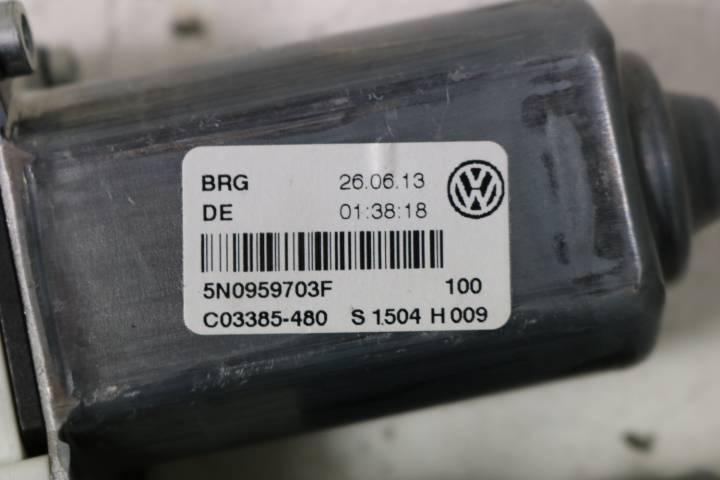 BRG 26.06.13
DE 01:38:18
5N0959703F 100
C03385-480 S 1.504 H 009